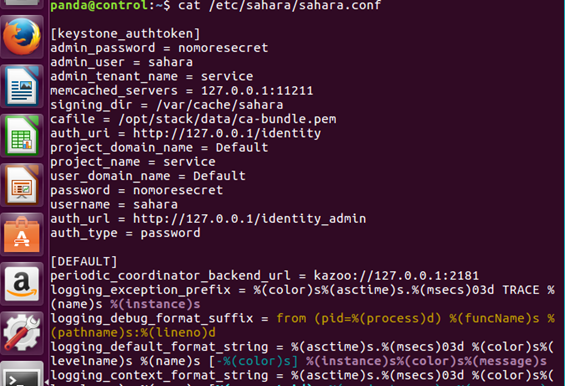 panda@control:~$ cat /etc/sahara/sahara.conf
[keystone_authtoken]
admin_password = nomoresecret
admin_user = sahara
admin_tenant_name = service
memcached_servers = 127.0.0.1:11211
signing_dir = /var/cache/sahara
cafile = /opt/stack/data/ca-bundle.pem
auth_uri = http://127.0.0.1/identity
project_domain_name = Default
project_name = service
user_domain_name = Default
password = nomoresecret
username = sahara
auth_url = http://127.0.0.1/identity_admin
auth_type = password
[DEFAULT]
periodic_coordinator_backend_url = kazoo://127.0.0.1:2181
logging_exception_prefix = %(color)s%(asctime)s.%(msecs)03d TRACE %
(name)s %(instance)s
logging_debug_format_suffix = from (pid=%(process)d) %(funcName)s %
(pathname)s:%(lineno)d
logging_default_format_string = %(asctime)s.%(msecs)03d %(color)s%(
levelname)s %(name)s [-%(color)s] %(instance)s%(color)s%(message)s
logging_context_format_string = %(asctime)s.%(msecs)03d %(color)s%(